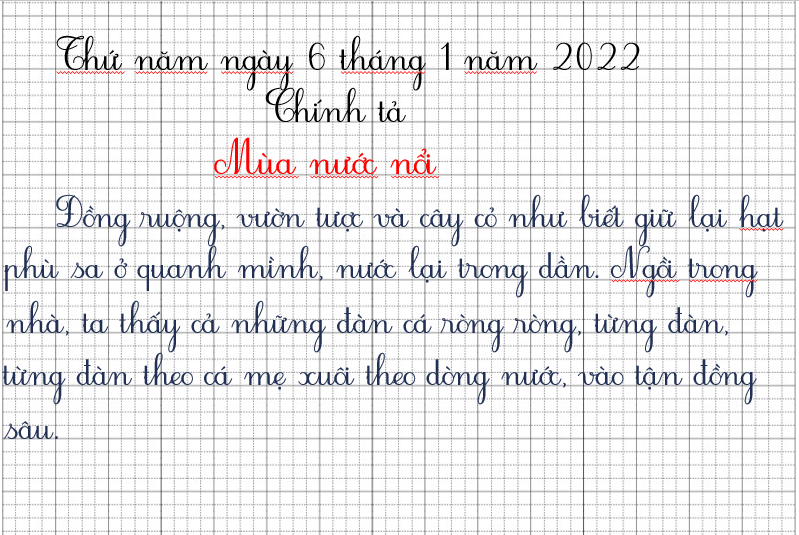 Thứ năm ngày 6 tháng 1 năm 2022
Chính tả
Mùa nước nổi
Đồng ruộng, vườn tược và cây cỏ như biết giữ lại hạt
phù sa ở quanh mình, nước lại trong dần. Ngồi trong
nhà, ta thấy cả những đàn cá ròng ròng, từng đàn,
từng đàn theo cá mẹ xuôi theo dòng nước, vào tận đồng
sâu.